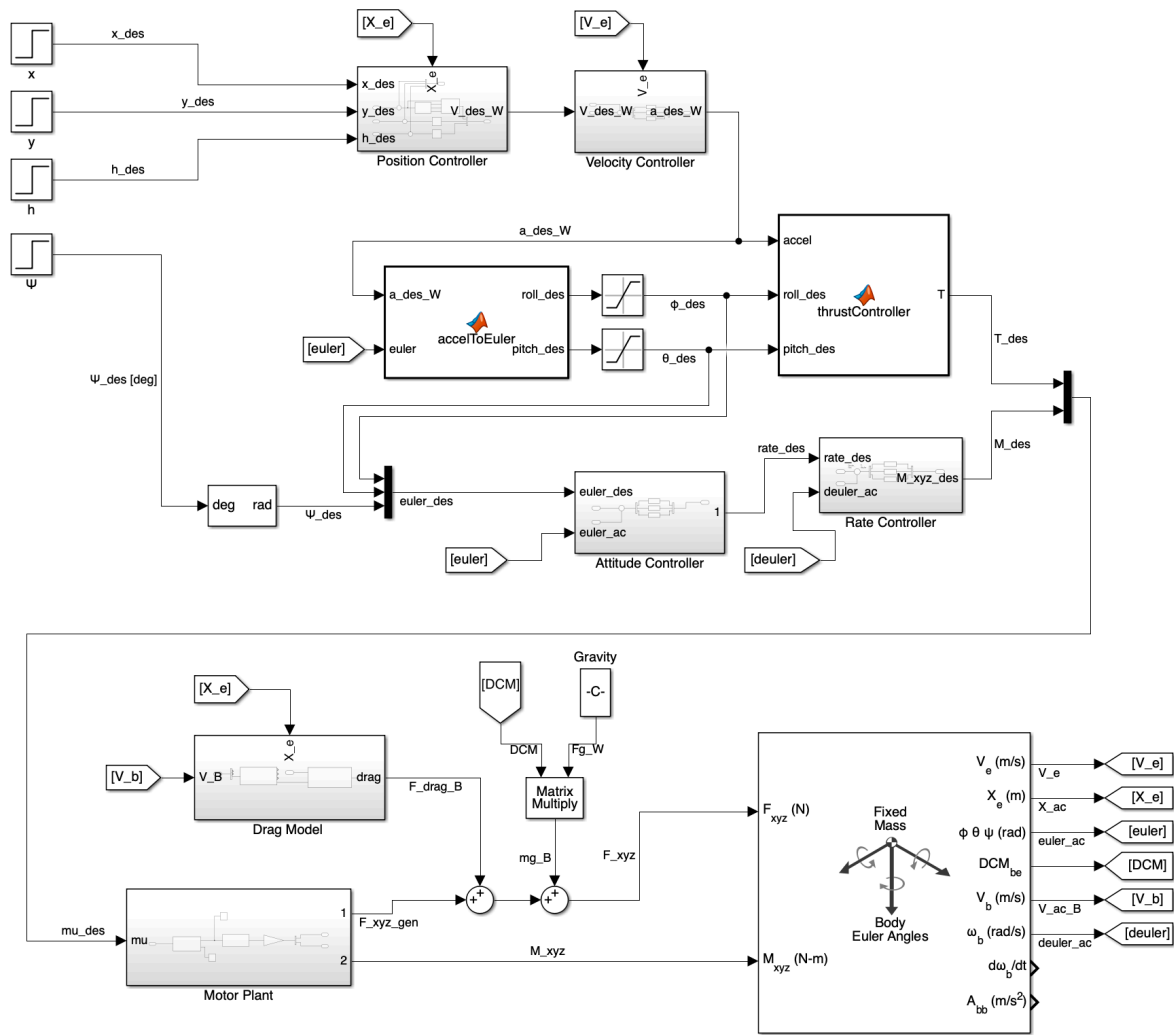 [X_e]
[V_e]
x_des
x
y_des
y
h_des
h
Ψ
x_des
y_des
h_des
X_e
V_des_W
Position Controller
V_des_W
V_e
a_des_W
Velocity Controller
a_des_W
a_des_W
euler
roll_des
pitch_des
accelToEuler
[euler]
ϕ_des
θ_des
accel
roll_des
pitch_des
T
thrustController
T_des
Ψ_des [deg]
deg rad
Ψ_des
euler_des
euler_des
euler_ac
1
Attitude Controller
[euler]
rate_des
rate_des
deuler_ac
M_xyz_des
Rate Controller
[deuler]
M_des
[X_e]
[V_b]
X_e
V_B
drag
Drag Model
F_drag_B
[DCM]
Gravity
-C-
DCM
Fg_W
Matrix
Multiply
mg_B
F_xyz
++
++
mu_des
mu
1
2
Motor Plant
F_xyz_gen
M_xyz
F_xyz (N)
M_xyz (N-m)
Fixed
Mass
Body
Euler Angles
V_e (m/s)
V_e
[V_e]
X_e (m)
X_ac
[X_e]
ϕ θ ψ (rad)
euler_ac
[euler]
DCM_be
[DCM]
V_b (m/s)
V_ac_B
[V_b]
ω_b (rad/s)
deuler_ac
[deuler]
dω_b/dt
A_bb (m/s²)